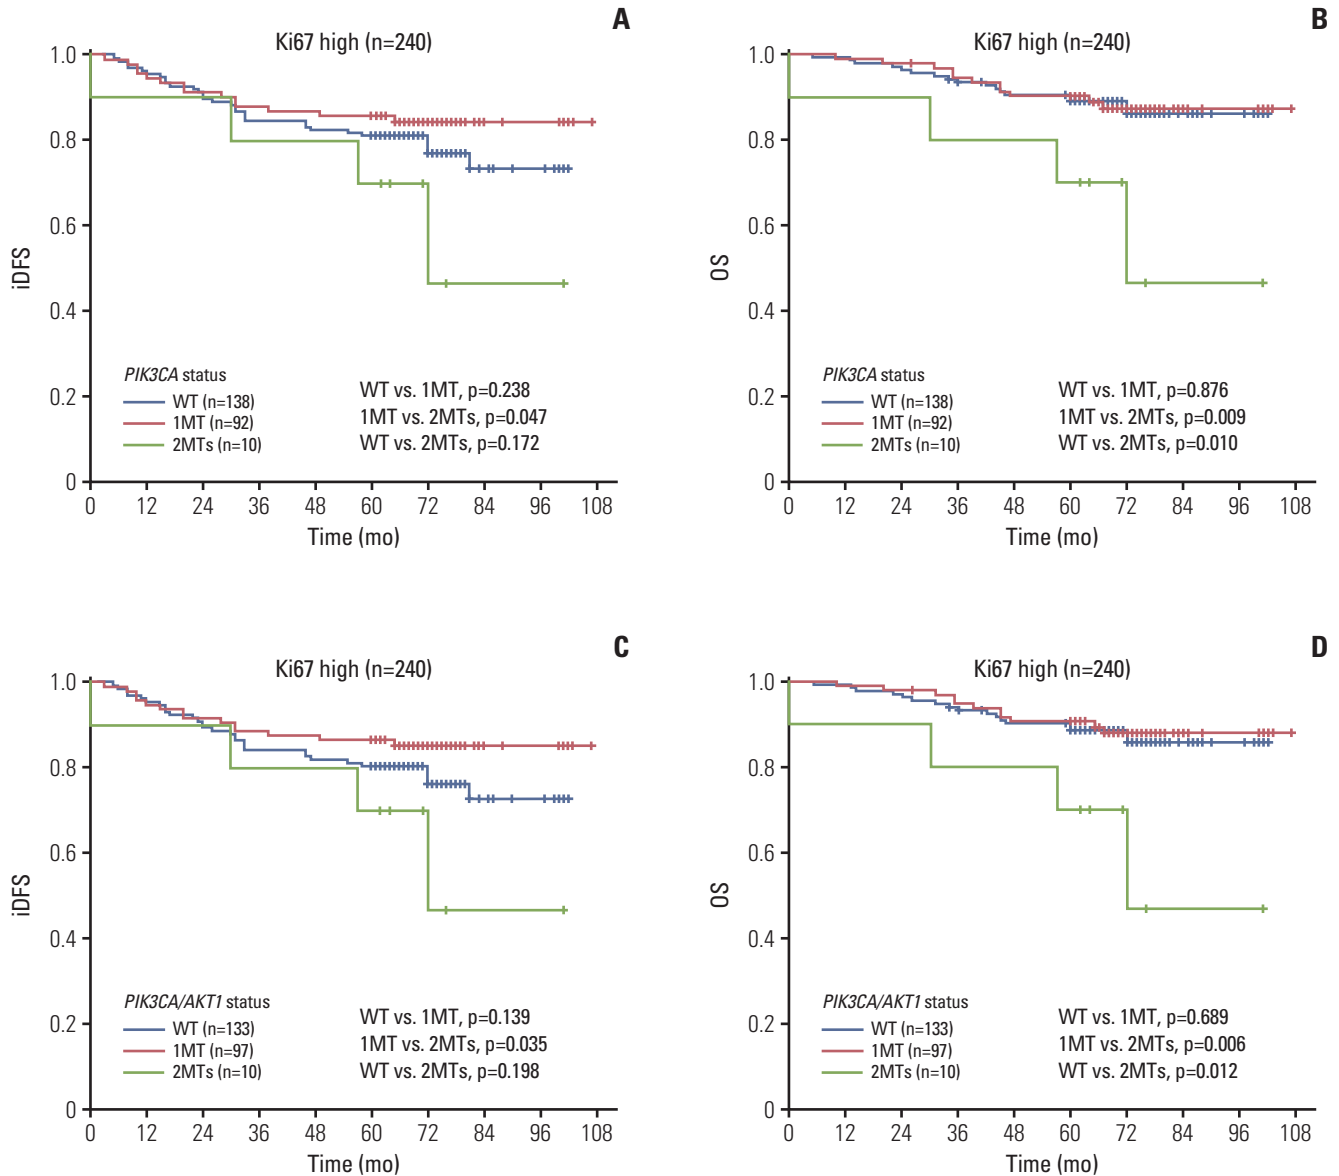 A
Ki67 high (n=240)
1.0
0.8
0.6
0.4
0.2
0
iDFS
PIK3CA status
WT (n=138)
1MT (n=92)
2MTs (n=10)
WT vs. 1MT, p=0.238
1MT vs. 2MTs, p=0.047
WT vs. 2MTs, p=0.172
0 12 24 36 48 60 72 84 96 108
Time (mo)
B
Ki67 high (n=240)
1.0
0.8
0.6
0.4
0.2
0
OS
PIK3CA status
WT (n=138)
1MT (n=92)
2MTs (n=10)
WT vs. 1MT, p=0.876
1MT vs. 2MTs, p=0.009
WT vs. 2MTs, p=0.010
0 12 24 36 48 60 72 84 96 108
Time (mo)
C
Ki67 high (n=240)
1.0
0.8
0.6
0.4
0.2
0
iDFS
PIK3CA/AKT1 status
WT (n=133)
1MT (n=97)
2MTs (n=10)
WT vs. 1MT, p=0.139
1MT vs. 2MTs, p=0.035
WT vs. 2MTs, p=0.198
0 12 24 36 48 60 72 84 96 108
Time (mo)
D
Ki67 high (n=240)
1.0
0.8
0.6
0.4
0.2
0
OS
PIK3CA/AKT1 status
WT (n=133)
1MT (n=97)
2MTs (n=10)
WT vs. 1MT, p=0.689
1MT vs. 2MTs, p=0.006
WT vs. 2MTs, p=0.012
0 12 24 36 48 60 72 84 96 108
Time (mo)